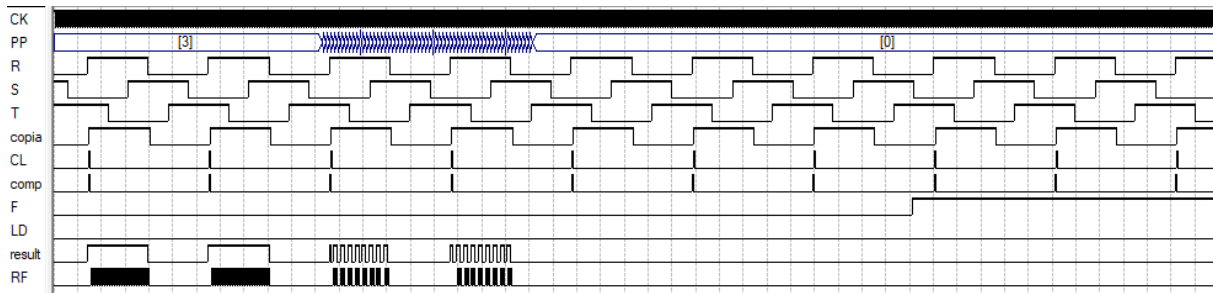 CK
PP [3] [0]
R
S
T
copia
CL
comp
F
LD
result
RF